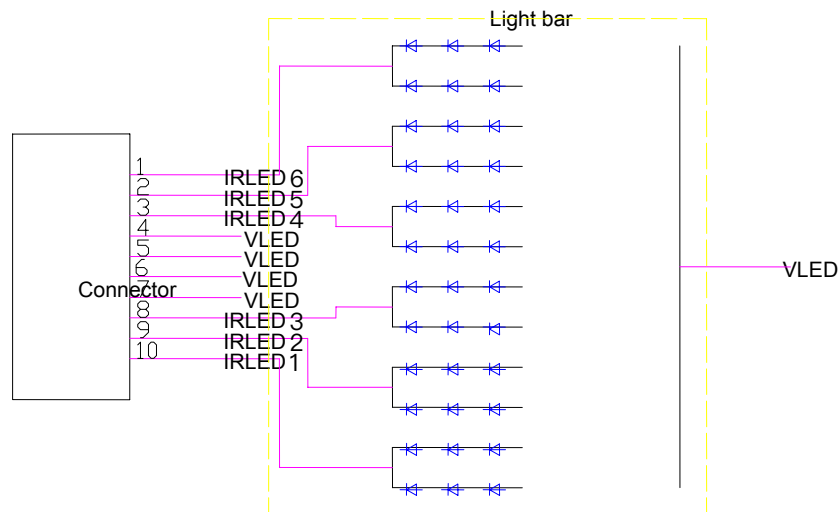 Light bar
1
IRLED 6
2
IRLED 5
3
IRLED 4
4
VLED
5
VLED
6
VLED
7
VLED
Connector
VLED
8
IRLED 3
9
IRLED 2
10
IRLED 1